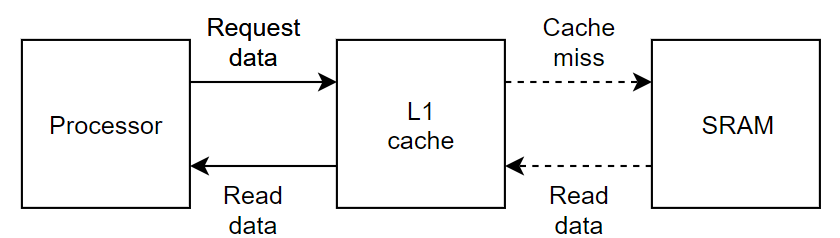 Request
data
Cache
miss
Processor
L1
cache
SRAM
Read
data
Read
data